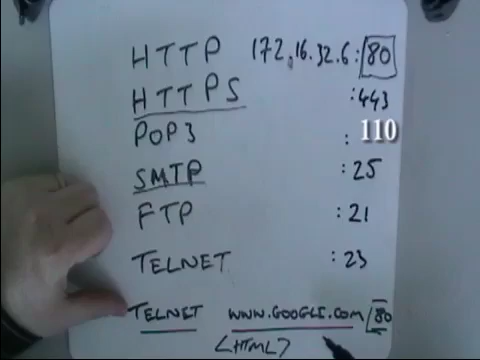 HTTP 172.16.32.6:80
HTTPS :443
POP3 : 110
SMTP :25
FTP :21
TELNET :23
TELNET www.GOOGLE.com/80
<HTML>